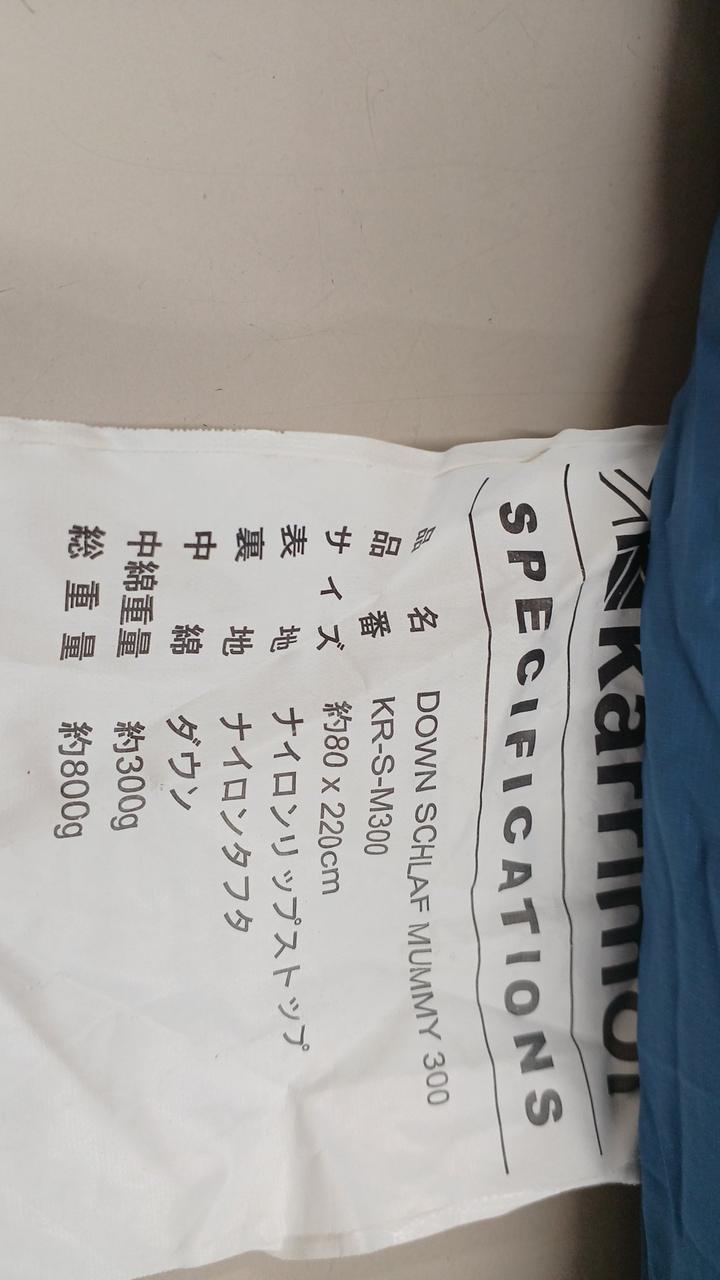 karrimor
SPECIFICATIONS
品名 DOWN SCHLAF MUMMY 300
品番 KR-S-M300
サイズ 約80 x 220cm
表地 ナイロンリップストップ
裏地 ナイロンタフタ
中綿 ダウン
中綿重量 約300g
総重量 約800g